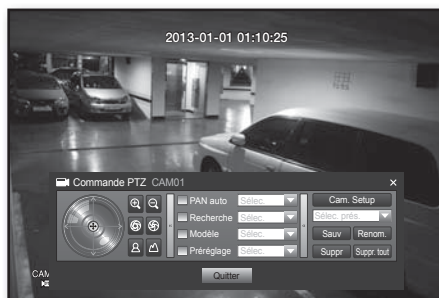 2013-01-01 01:10:25
Commande PTZ CAM01
PAN auto Sélec. Cam. Setup
Recherche Sélec. Sélec. prés.
Modèle Sélec. Sauv Renom.
Préréglage Sélec. Suppr Suppr. tout
CAM
Quitter